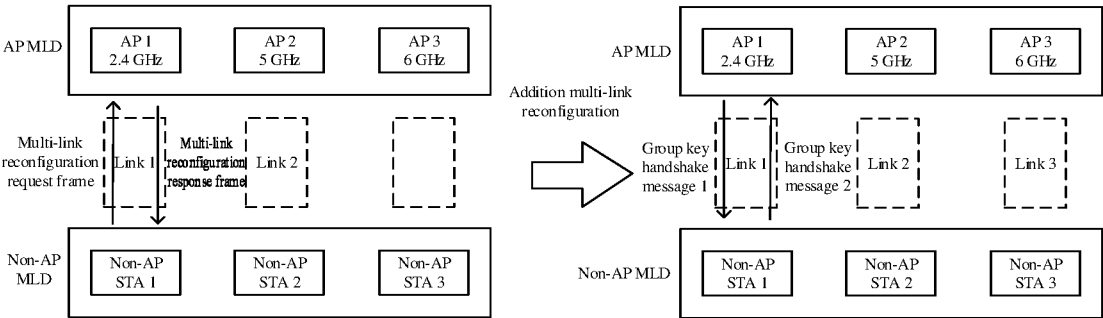 AP MLD
AP 1
2.4 GHz
AP 2
5 GHz
AP 3
6 GHz
Multi-link
reconfiguration
request frame
Link 1
Multi-link
reconfiguration
response frame
Link 2
Non-AP
MLD
Non-AP
STA 1
Non-AP
STA 2
Non-AP
STA 3
Addition multi-link
reconfiguration
AP MLD
AP 1
2.4 GHz
AP 2
5 GHz
AP 3
6 GHz
Group key
handshake
message 1
Link 1
Group key
handshake
message 2
Link 2
Link 3
Non-AP MLD
Non-AP
STA 1
Non-AP
STA 2
Non-AP
STA 3